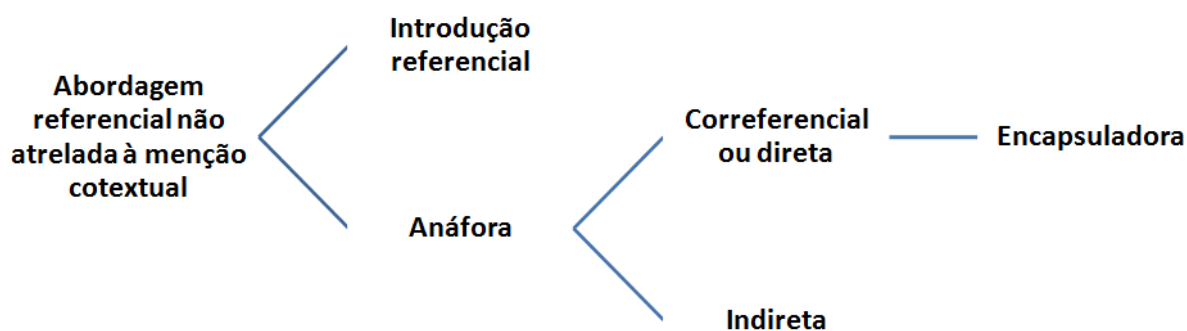 Abordagem
referencial não
atrelada à menção
cotextual
Introdução
referencial
Anáfora
Correferencial
ou direta
Encapsuladora
Indireta